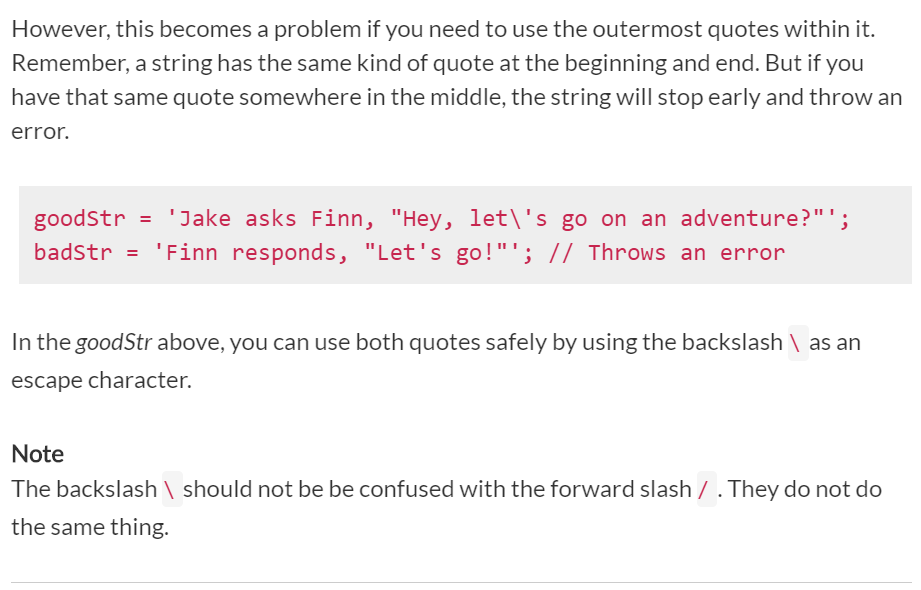 However, this becomes a problem if you need to use the outermost quotes within it.
Remember, a string has the same kind of quote at the beginning and end. But if you
have that same quote somewhere in the middle, the string will stop early and throw an
error.
goodStr = 'Jake asks Finn, "Hey, let\'s go on an adventure?"';
badStr = 'Finn responds, "Let's go!"'; // Throws an error
In the goodStr above, you can use both quotes safely by using the backslash \ as an
escape character.
Note
The backslash \ should not be be confused with the forward slash / . They do not do
the same thing.